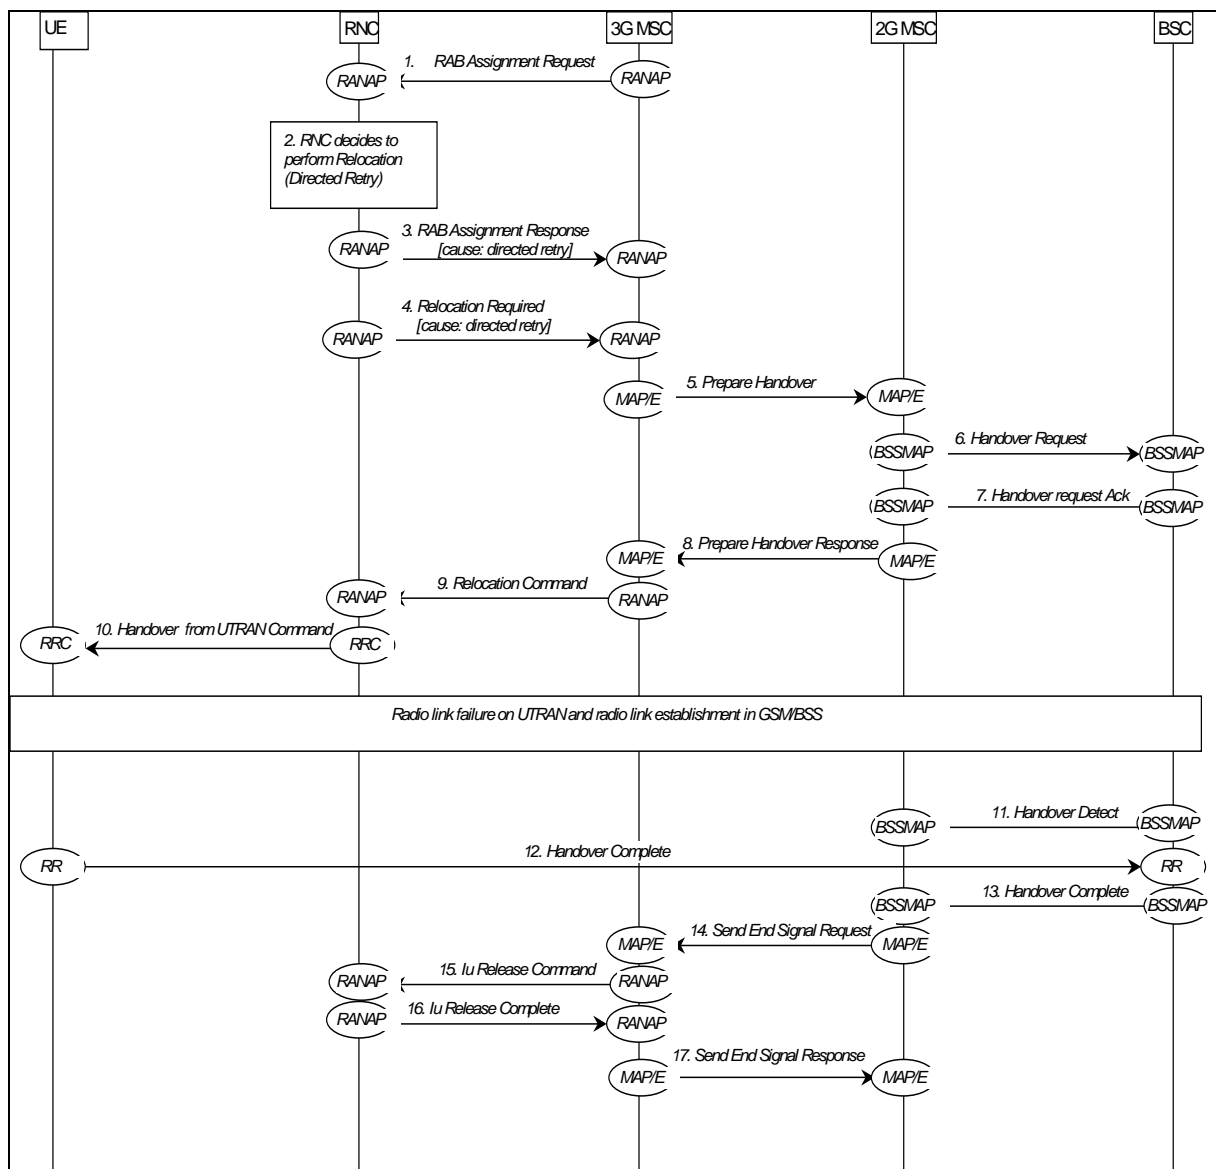 UE RNC 3G MSC 2G MSC BSC
1. RAB Assignment Request
RANAP RANAP
2. RNC decides to
perform Relocation
(Directed Retry)
3. RAB Assignment Response
[cause: directed retry]
RANAP RANAP
4. Relocation Required
[cause: directed retry]
RANAP RANAP
5. Prepare Handover
MAP/E MAP/E
6. Handover Request
BSSMAP BSSMAP
7. Handover request Ack
BSSMAP BSSMAP
8. Prepare Handover Response
MAP/E MAP/E
9. Relocation Command
RANAP RANAP
10. Handover from UTRAN Command
RRC RRC
Radio link failure on UTRAN and radio link establishment in GSM/BSS
11. Handover Detect
BSSMAP BSSMAP
12. Handover Complete
RR RR
13. Handover Complete
BSSMAP BSSMAP
14. Send End Signal Request
MAP/E MAP/E
15. Iu Release Command
RANAP RANAP
16. Iu Release Complete
RANAP RANAP
17. Send End Signal Response
MAP/E MAP/E